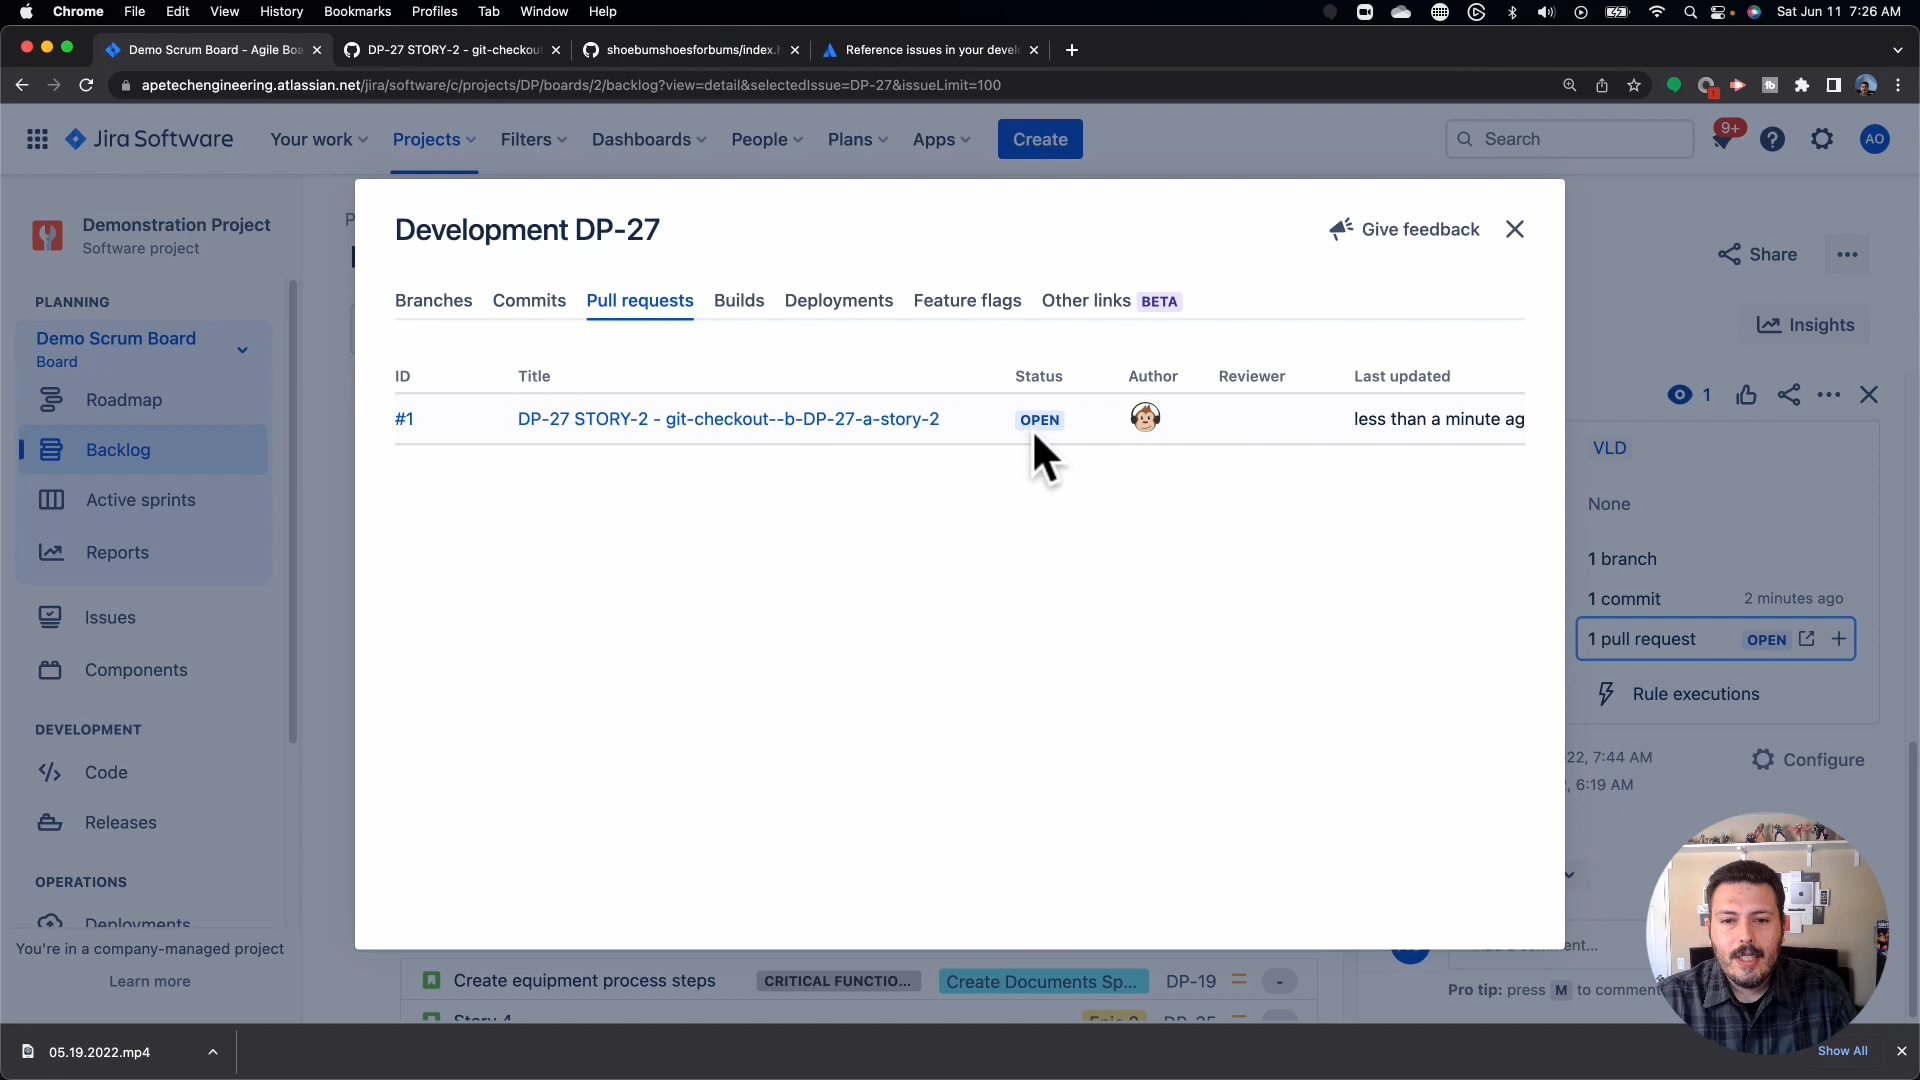 Chrome File Edit View History Bookmarks Profiles Tab Window Help Sat Jun 11 7:26 AM
Demo Scrum Board - Agile Boa DP-27 STORY-2 - git-checkout shoebumshoesforbums/index.h Reference issues in your develo
apetechengineering.atlassian.net/jira/software/c/projects/DP/boards/2/backlog?view=detail&selectedIssue=DP-27&issueLimit=100
Jira Software Your work Projects Filters Dashboards People Plans Apps Create Search 9+ AO
Demonstration Project
Software project
PLANNING
Demo Scrum Board
Board
Roadmap
Backlog
Active sprints
Reports
Issues
Components
DEVELOPMENT
Code
Releases
OPERATIONS
Deployments
You're in a company-managed project
Learn more
Development DP-27
Give feedback
Branches Commits Pull requests Builds Deployments Feature flags Other links BETA
ID Title Status Author Reviewer Last updated
#1 DP-27 STORY-2 - git-checkout--b-DP-27-a-story-2 OPEN less than a minute ag
Share
Insights
1
VLD
None
1 branch
1 commit 2 minutes ago
1 pull request OPEN
Rule executions
22, 7:44 AM
Configure
, 6:19 AM
Create equipment process steps CRITICAL FUNCTIO... Create Documents Sp... DP-19 -
Pro tip: press M to comment
05.19.2022.mp4
Show All